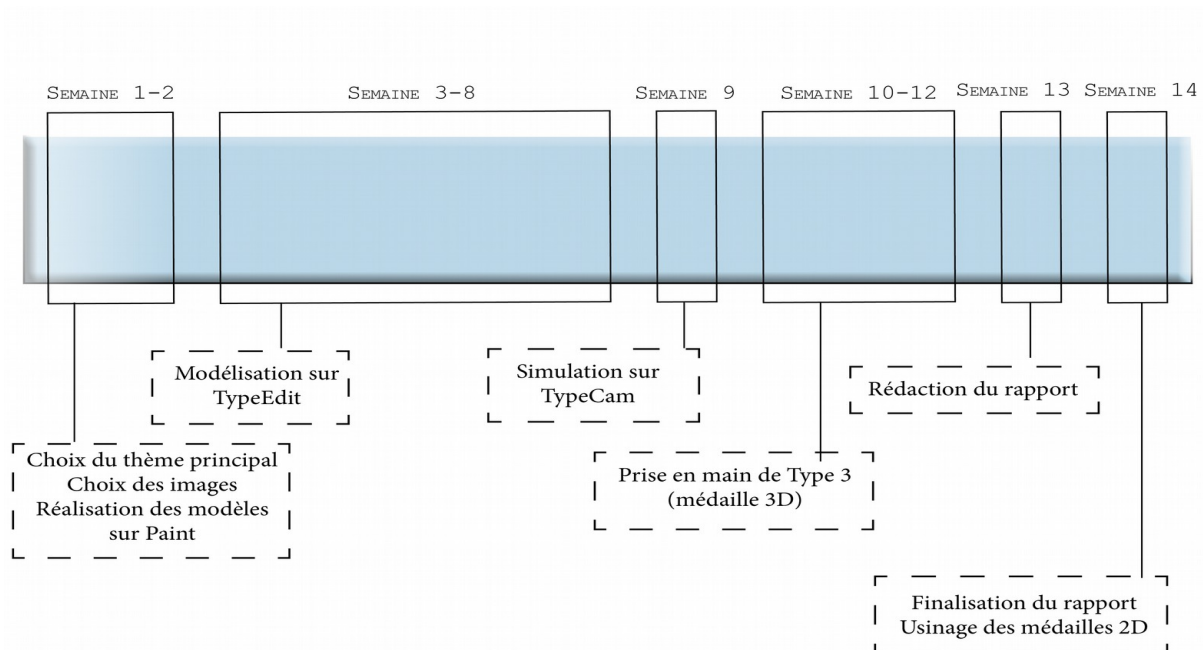 Semaine 1-2
Semaine 3-8
Semaine 9
Semaine 10-12
Semaine 13
Semaine 14
Modélisation sur
TypeEdit
Simulation sur
TypeCam
Rédaction du rapport
Choix du thème principal
Choix des images
Réalisation des modèles
sur Paint
Prise en main de Type 3
(médaille 3D)
Finalisation du rapport
Usinage des médailles 2D